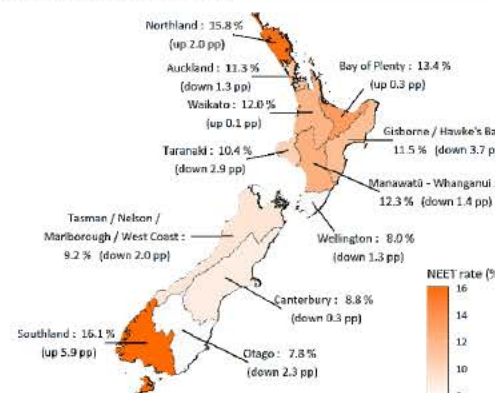 Northland : 15.8 %
(up 2.0 pp)
Auckland : 11.3 %
(down 1.3 pp)
Bay of Plenty : 13.4 %
(up 0.3 pp)
Waikato : 12.0 %
(up 0.1 pp)
Gisborne / Hawke's Ba
11.5 % (down 3.7 p
Taranaki : 10.4 %
(down 2.9 pp)
Manawatū - Whanganui :
12.3 % (down 1.4 pp)
Tasman / Nelson /
Marlborough / West Coast :
9.2 % (down 2.0 pp)
Wellington : 8.0 %
(down 1.3 pp)
Canterbury : 8.8 %
(down 0.3 pp)
Southland : 16.1 %
(up 5.9 pp)
Otago : 7.8 %
(down 2.3 pp)
NEET rate (%
16
14
12
10